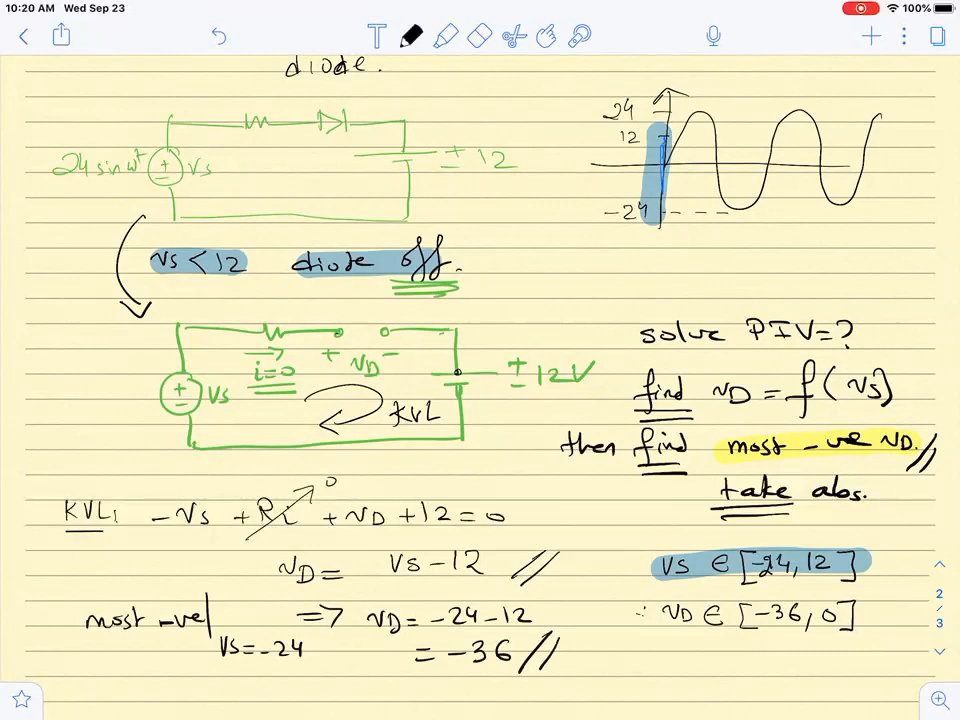 10:20 AM Wed Sep 23
100%
diode.
24 sin ωt
+
-
Vs
+
- 12
24
12
-24
Vs < 12 diode off.
+
-
Vs
i=0
+ VD -
KVL
+
- 12V
solve PIV=?
find VD = f(Vs)
then find most -ve VD.
take abs.
KVL: -Vs + Ri + VD + 12 = 0
0
VD = Vs - 12
Vs ∈ [-24, 12]
most -ve| Vs=-24 => VD = -24 -12
∴ VD ∈ [-36, 0]
= -36
2
/
3